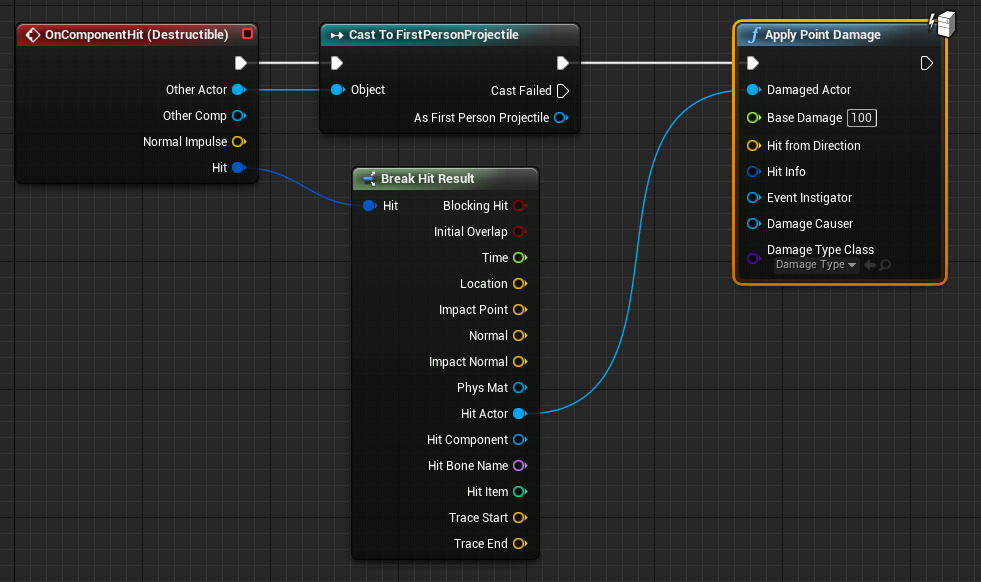 OnComponentHit (Destructible)
Other Actor
Other Comp
Normal Impulse
Hit
Cast To FirstPersonProjectile
Object
Cast Failed
As First Person Projectile
Break Hit Result
Hit
Blocking Hit
Initial Overlap
Time
Location
Impact Point
Normal
Impact Normal
Phys Mat
Hit Actor
Hit Component
Hit Bone Name
Hit Item
Trace Start
Trace End
f Apply Point Damage
Damaged Actor
Base Damage 100
Hit from Direction
Hit Info
Event Instigator
Damage Causer
Damage Type Class
Damage Type